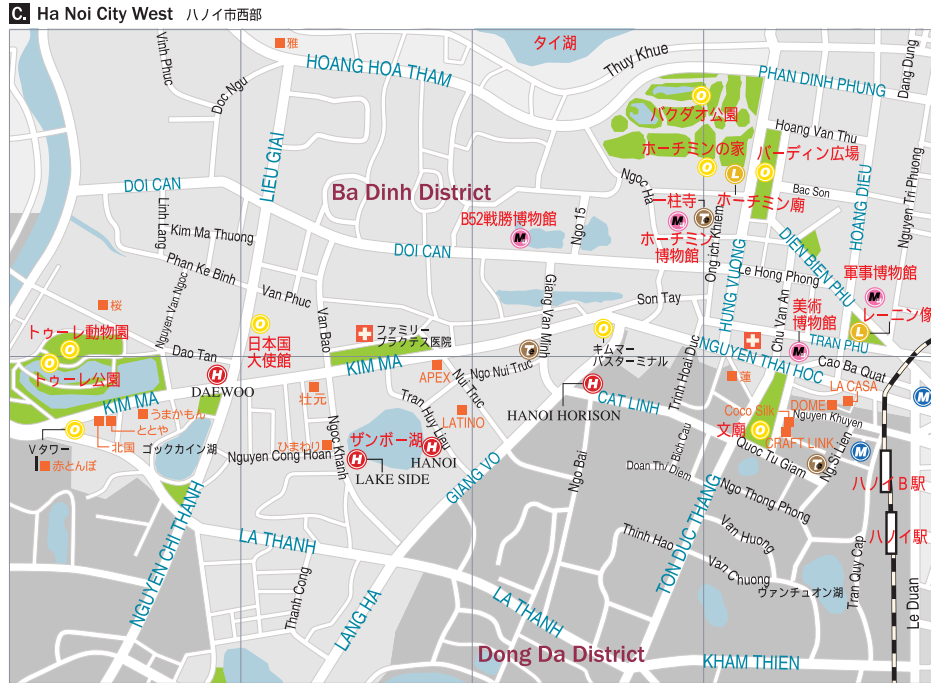 C. Ha Noi City West ハノイ市西部
雅
タイ湖
Vinh Phuc
Doc Ngu
HOANG HOA THAM
Thuy Khue
PHAN DINH PHUNG
Dang Dung
バクダオ公園
Hoang Van Thu
ホーチミンの家
バーディン広場
LIEU GIAI
DOI CAN
Ba Dinh District
Ngoc Ha
Bac Son
HOANG DIEU
Nguyen Tri Phuong
ホーチミン廟
一柱寺
Linh Lang
B52戦勝博物館
Ngo 15
ホーチミン
博物館
Ong ich Khiem
Kim Ma Thuong
DOI CAN
DIEN BIEN PHU
HUNG VUONG
Phan Ke Binh
Le Hong Phong
軍事博物館
Nguyen Van Ngoc
Van Phuc
Giang Van Minh
Son Tay
Chu Van An
美術
博物館
レーニン像
桜
トゥーレ動物園
Van Bao
日本国
大使館
ファミリー
プラクデス医院
キムマー
バスターミナル
TRAN PHU
NGUYEN THAI HOC
Dao Tan
トゥーレ公園
KIM MA
APEX
Ngo Nui Truc
Nui Truc
Cao Ba Quat
DAEWOO
壮元
蓮
LA CASA
KIM MA
Tran Huy Lieu
HANOI HORISON
CAT LINH
Trinh Hoai Duc
DOME
うまかもん
ととや
北国
LATINO
Coco Silk
Nguyen Khuyen
Vタワー
赤とんぼ
ゴックカイン湖
ひまわり
Ngoc Khanh
ザンボー湖
HANOI
文廟
CRAFT LINK
Nguyen Cong Hoan
LAKE SIDE
GIANG VO
Ngo Bai
Bich Cau
Doan Thi Diem
Quoc Tu Giam
Ng Si Lien
ハノイB駅
NGUYEN CHI THANH
Ngo Thong Phong
TON DUC THANG
LA THANH
Thinh Hao
Van Huong
ハノイ駅
Van Chuong
ヴァンチュオン湖
Tran Quy Cap
Thanh Cong
LANG HA
LA THANH
Le Duan
Dong Da District
KHAM THIEN